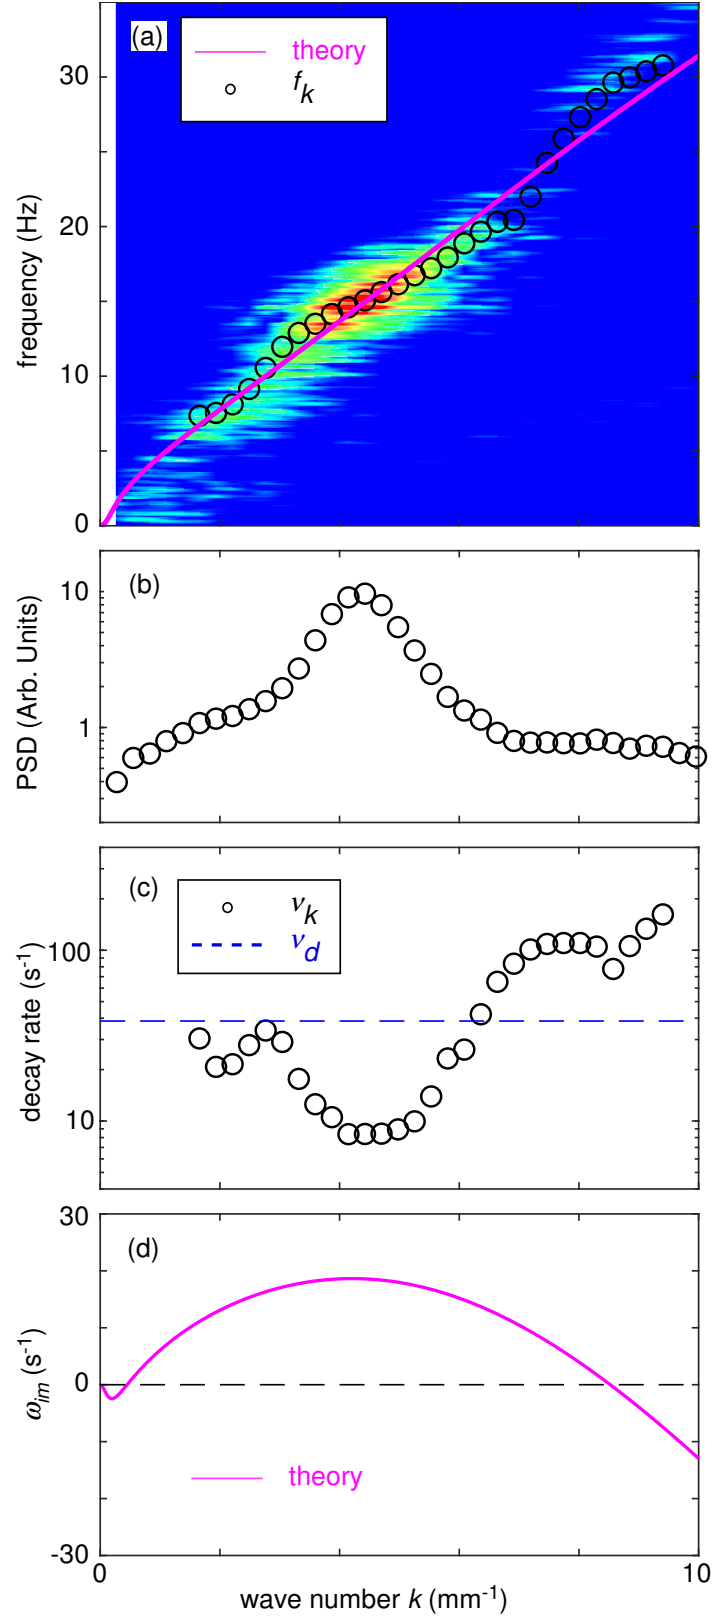 (a)
theory
f_k
30
20
10
0
frequency (Hz)
(b)
10
1
PSD (Arb. Units)
(c)
ν_k
ν_d
100
10
decay rate (s⁻¹)
30
(d)
0
-30
ω_im (s⁻¹)
theory
0
10
wave number k (mm⁻¹)